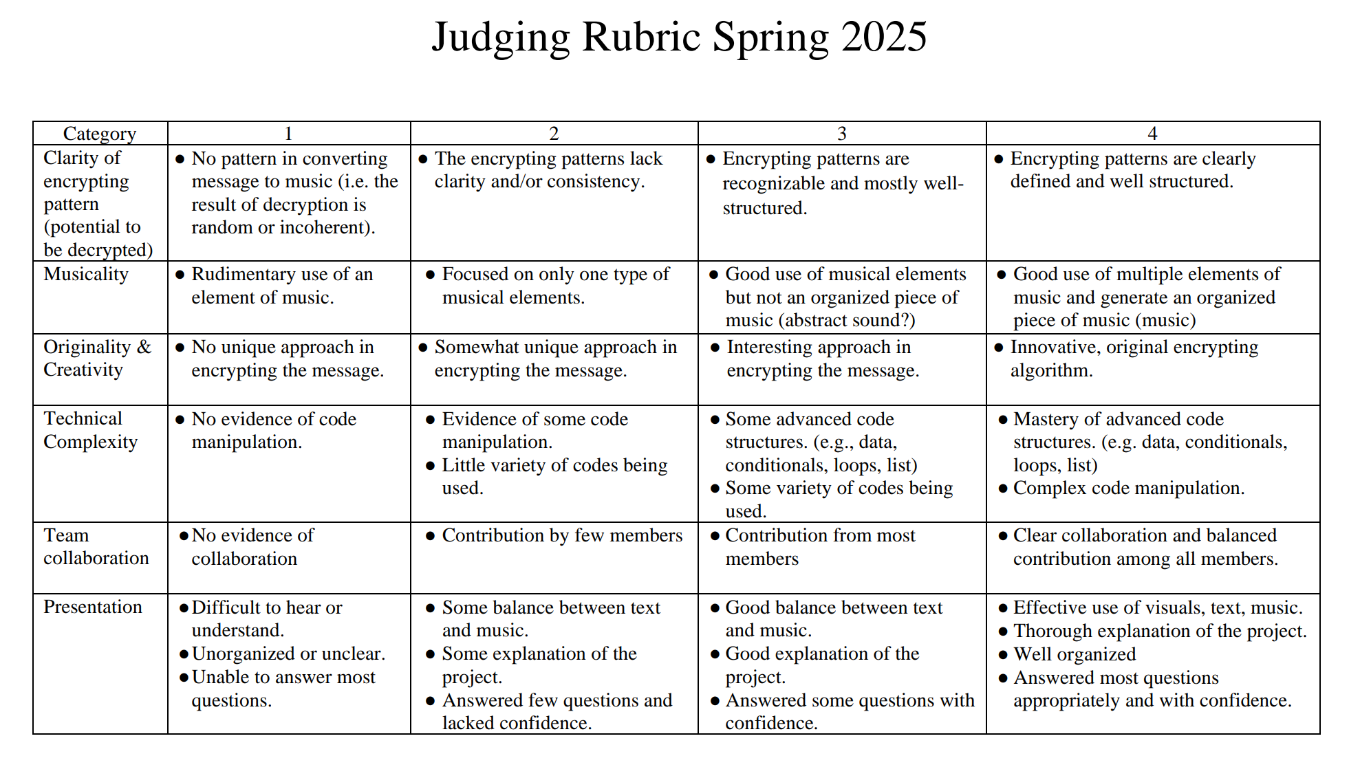 Judging Rubric Spring 2025
Category
1
2
3
4
Clarity of
encrypting
pattern
(potential to
be decrypted)
● No pattern in converting
message to music (i.e. the
result of decryption is
random or incoherent).
● The encrypting patterns lack
clarity and/or consistency.
● Encrypting patterns are
recognizable and mostly well-
structured.
● Encrypting patterns are clearly
defined and well structured.
Musicality
● Rudimentary use of an
element of music.
● Focused on only one type of
musical elements.
● Good use of musical elements
but not an organized piece of
music (abstract sound?)
● Good use of multiple elements of
music and generate an organized
piece of music (music)
Originality &
Creativity
● No unique approach in
encrypting the message.
● Somewhat unique approach in
encrypting the message.
● Interesting approach in
encrypting the message.
● Innovative, original encrypting
algorithm.
Technical
Complexity
● No evidence of code
manipulation.
● Evidence of some code
manipulation.
● Little variety of codes being
used.
● Some advanced code
structures. (e.g., data,
conditionals, loops, list)
● Some variety of codes being
used.
● Mastery of advanced code
structures. (e.g. data, conditionals,
loops, list)
● Complex code manipulation.
Team
collaboration
●No evidence of
collaboration
● Contribution by few members
● Contribution from most
members
● Clear collaboration and balanced
contribution among all members.
Presentation
●Difficult to hear or
understand.
●Unorganized or unclear.
●Unable to answer most
questions.
● Some balance between text
and music.
● Some explanation of the
project.
● Answered few questions and
lacked confidence.
● Good balance between text
and music.
● Good explanation of the
project.
● Answered some questions with
confidence.
● Effective use of visuals, text, music.
● Thorough explanation of the project.
● Well organized
● Answered most questions
appropriately and with confidence.